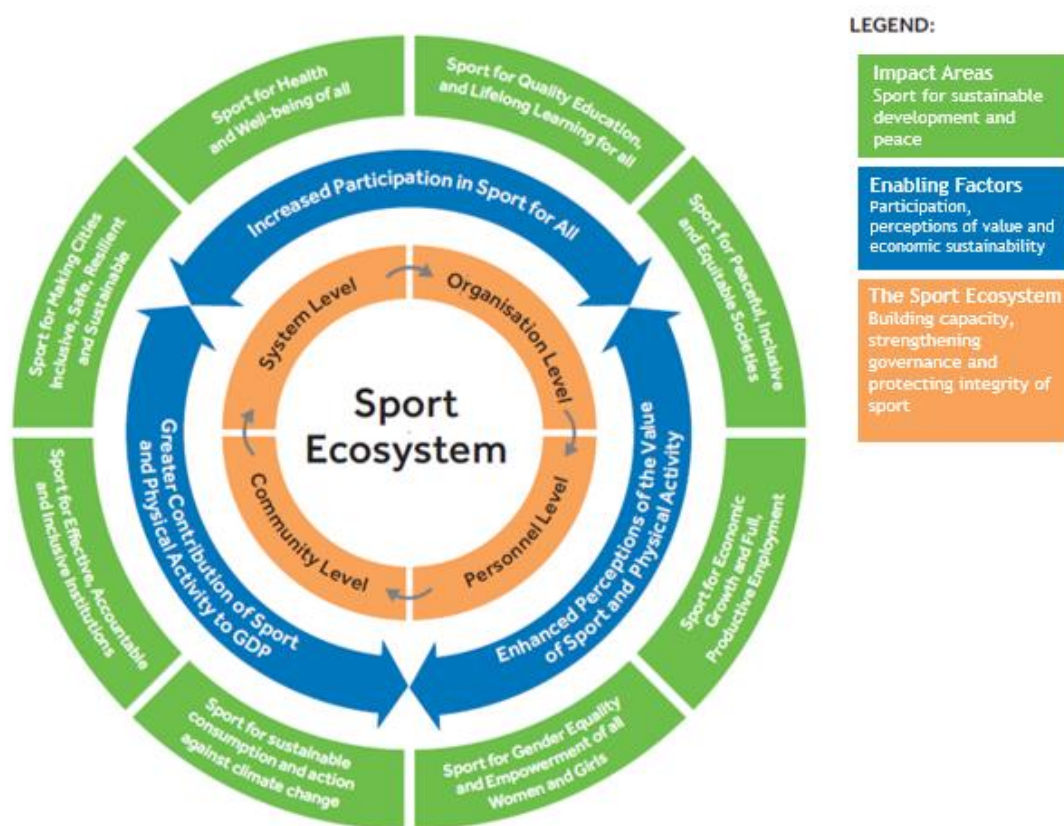 LEGEND:
Impact Areas
Sport for sustainable
development and
peace
Enabling Factors
Participation,
perceptions of value and
economic sustainability
The Sport Ecosystem
Building capacity,
strengthening
governance and
protecting integrity of
sport
Sport for Health
and Well-being of all
Sport for Quality Education,
and Lifelong Learning for all
Sport for Peaceful, Inclusive
and Equitable Societies
Sport for Economic
Growth and Full,
Productive Employment
Sport for Gender Equality
and Empowerment of all
Women and Girls
Sport for sustainable
consumption and action
against climate change
Sport for Effective, Accountable
and Inclusive Institutions
Sport for Making Cities
Inclusive, Safe, Resilient
and Sustainable
Increased Participation in Sport for All
Enhanced Perceptions of the Value
of Sport and Physical Activity
Greater Contribution of Sport
and Physical Activity to GDP
System Level
Organisation Level
Personnel Level
Community Level
Sport
Ecosystem